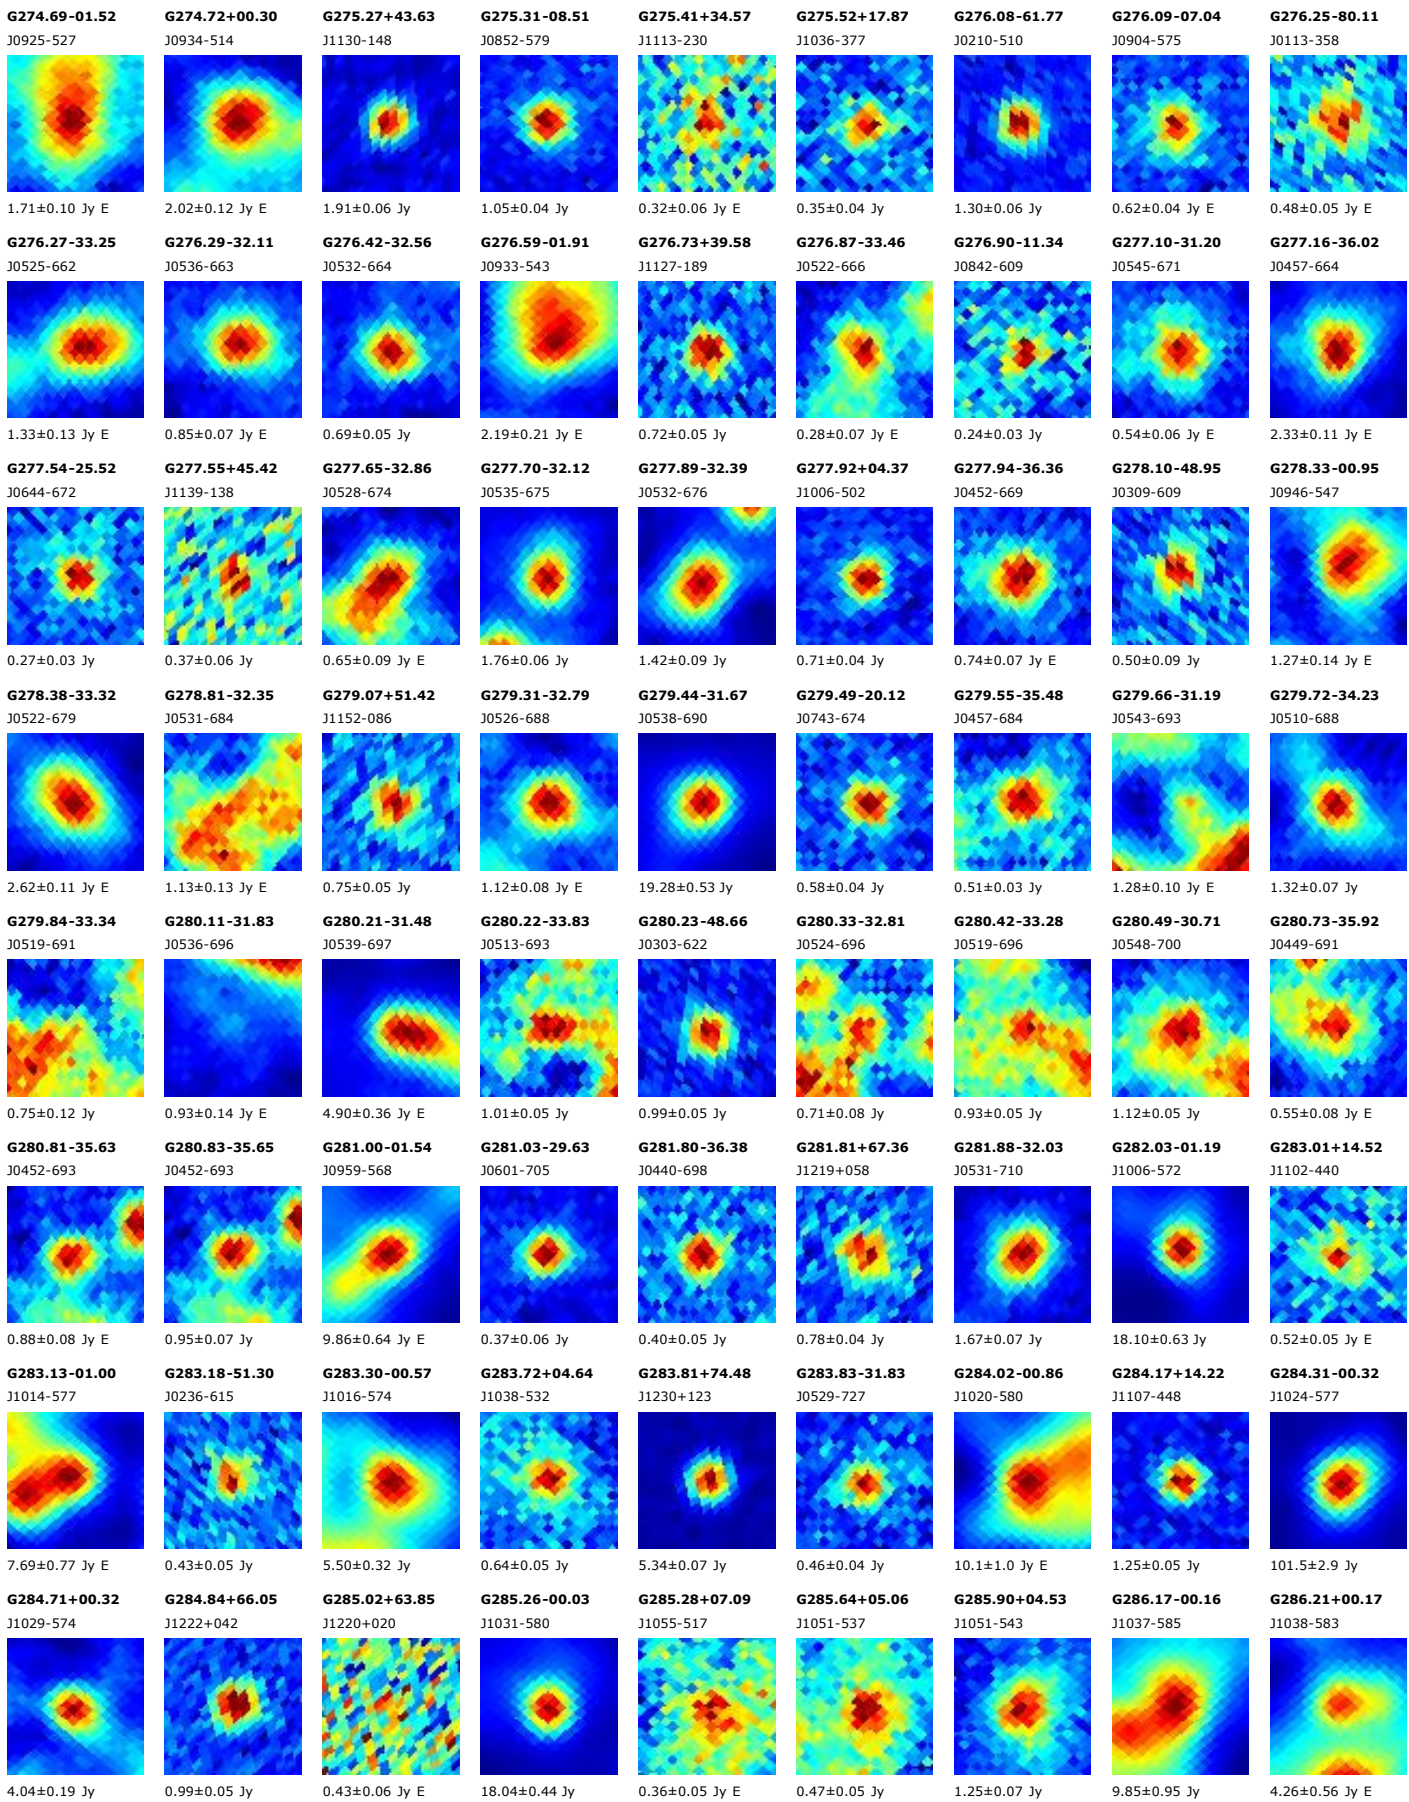 G274.69-01.52 G274.72+00.30 G275.27+43.63 G275.31-08.51 G275.41+34.57 G275.52+17.87 G276.08-61.77 G276.09-07.04 G276.25-80.11
J0925-527 J0934-514 J1130-148 J0852-579 J1113-230 J1036-377 J0210-510 J0904-575 J0113-358
1.71±0.10 Jy E 2.02±0.12 Jy E 1.91±0.06 Jy 1.05±0.04 Jy 0.32±0.06 Jy E 0.35±0.04 Jy 1.30±0.06 Jy 0.62±0.04 Jy E 0.48±0.05 Jy E
G276.27-33.25 G276.29-32.11 G276.42-32.56 G276.59-01.91 G276.73+39.58 G276.87-33.46 G276.90-11.34 G277.10-31.20 G277.16-36.02
J0525-662 J0536-663 J0532-664 J0933-543 J1127-189 J0522-666 J0842-609 J0545-671 J0457-664
1.33±0.13 Jy E 0.85±0.07 Jy E 0.69±0.05 Jy 2.19±0.21 Jy E 0.72±0.05 Jy 0.28±0.07 Jy E 0.24±0.03 Jy 0.54±0.06 Jy E 2.33±0.11 Jy E
G277.54-25.52 G277.55+45.42 G277.65-32.86 G277.70-32.12 G277.89-32.39 G277.92+04.37 G277.94-36.36 G278.10-48.95 G278.33-00.95
J0644-672 J1139-138 J0528-674 J0535-675 J0532-676 J1006-502 J0452-669 J0309-609 J0946-547
0.27±0.03 Jy 0.37±0.06 Jy 0.65±0.09 Jy E 1.76±0.06 Jy 1.42±0.09 Jy 0.71±0.04 Jy 0.74±0.07 Jy E 0.50±0.09 Jy 1.27±0.14 Jy E
G278.38-33.32 G278.81-32.35 G279.07+51.42 G279.31-32.79 G279.44-31.67 G279.49-20.12 G279.55-35.48 G279.66-31.19 G279.72-34.23
J0522-679 J0531-684 J1152-086 J0526-688 J0538-690 J0743-674 J0457-684 J0543-693 J0510-688
2.62±0.11 Jy E 1.13±0.13 Jy E 0.75±0.05 Jy 1.12±0.08 Jy E 19.28±0.53 Jy 0.58±0.04 Jy 0.51±0.03 Jy 1.28±0.10 Jy E 1.32±0.07 Jy
G279.84-33.34 G280.11-31.83 G280.21-31.48 G280.22-33.83 G280.23-48.66 G280.33-32.81 G280.42-33.28 G280.49-30.71 G280.73-35.92
J0519-691 J0536-696 J0539-697 J0513-693 J0303-622 J0524-696 J0519-696 J0548-700 J0449-691
0.75±0.12 Jy 0.93±0.14 Jy E 4.90±0.36 Jy E 1.01±0.05 Jy 0.99±0.05 Jy 0.71±0.08 Jy 0.93±0.05 Jy 1.12±0.05 Jy 0.55±0.08 Jy E
G280.81-35.63 G280.83-35.65 G281.00-01.54 G281.03-29.63 G281.80-36.38 G281.81+67.36 G281.88-32.03 G282.03-01.19 G283.01+14.52
J0452-693 J0452-693 J0959-568 J0601-705 J0440-698 J1219+058 J0531-710 J1006-572 J1102-440
0.88±0.08 Jy E 0.95±0.07 Jy 9.86±0.64 Jy E 0.37±0.06 Jy 0.40±0.05 Jy 0.78±0.04 Jy 1.67±0.07 Jy 18.10±0.63 Jy 0.52±0.05 Jy E
G283.13-01.00 G283.18-51.30 G283.30-00.57 G283.72+04.64 G283.81+74.48 G283.83-31.83 G284.02-00.86 G284.17+14.22 G284.31-00.32
J1014-577 J0236-615 J1016-574 J1038-532 J1230+123 J0529-727 J1020-580 J1107-448 J1024-577
7.69±0.77 Jy E 0.43±0.05 Jy 5.50±0.32 Jy 0.64±0.05 Jy 5.34±0.07 Jy 0.46±0.04 Jy 10.1±1.0 Jy E 1.25±0.05 Jy 101.5±2.9 Jy
G284.71+00.32 G284.84+66.05 G285.02+63.85 G285.26-00.03 G285.28+07.09 G285.64+05.06 G285.90+04.53 G286.17-00.16 G286.21+00.17
J1029-574 J1222+042 J1220+020 J1031-580 J1055-517 J1051-537 J1051-543 J1037-585 J1038-583
4.04±0.19 Jy 0.99±0.05 Jy 0.43±0.06 Jy E 18.04±0.44 Jy 0.36±0.05 Jy E 0.47±0.05 Jy 1.25±0.07 Jy 9.85±0.95 Jy 4.26±0.56 Jy E